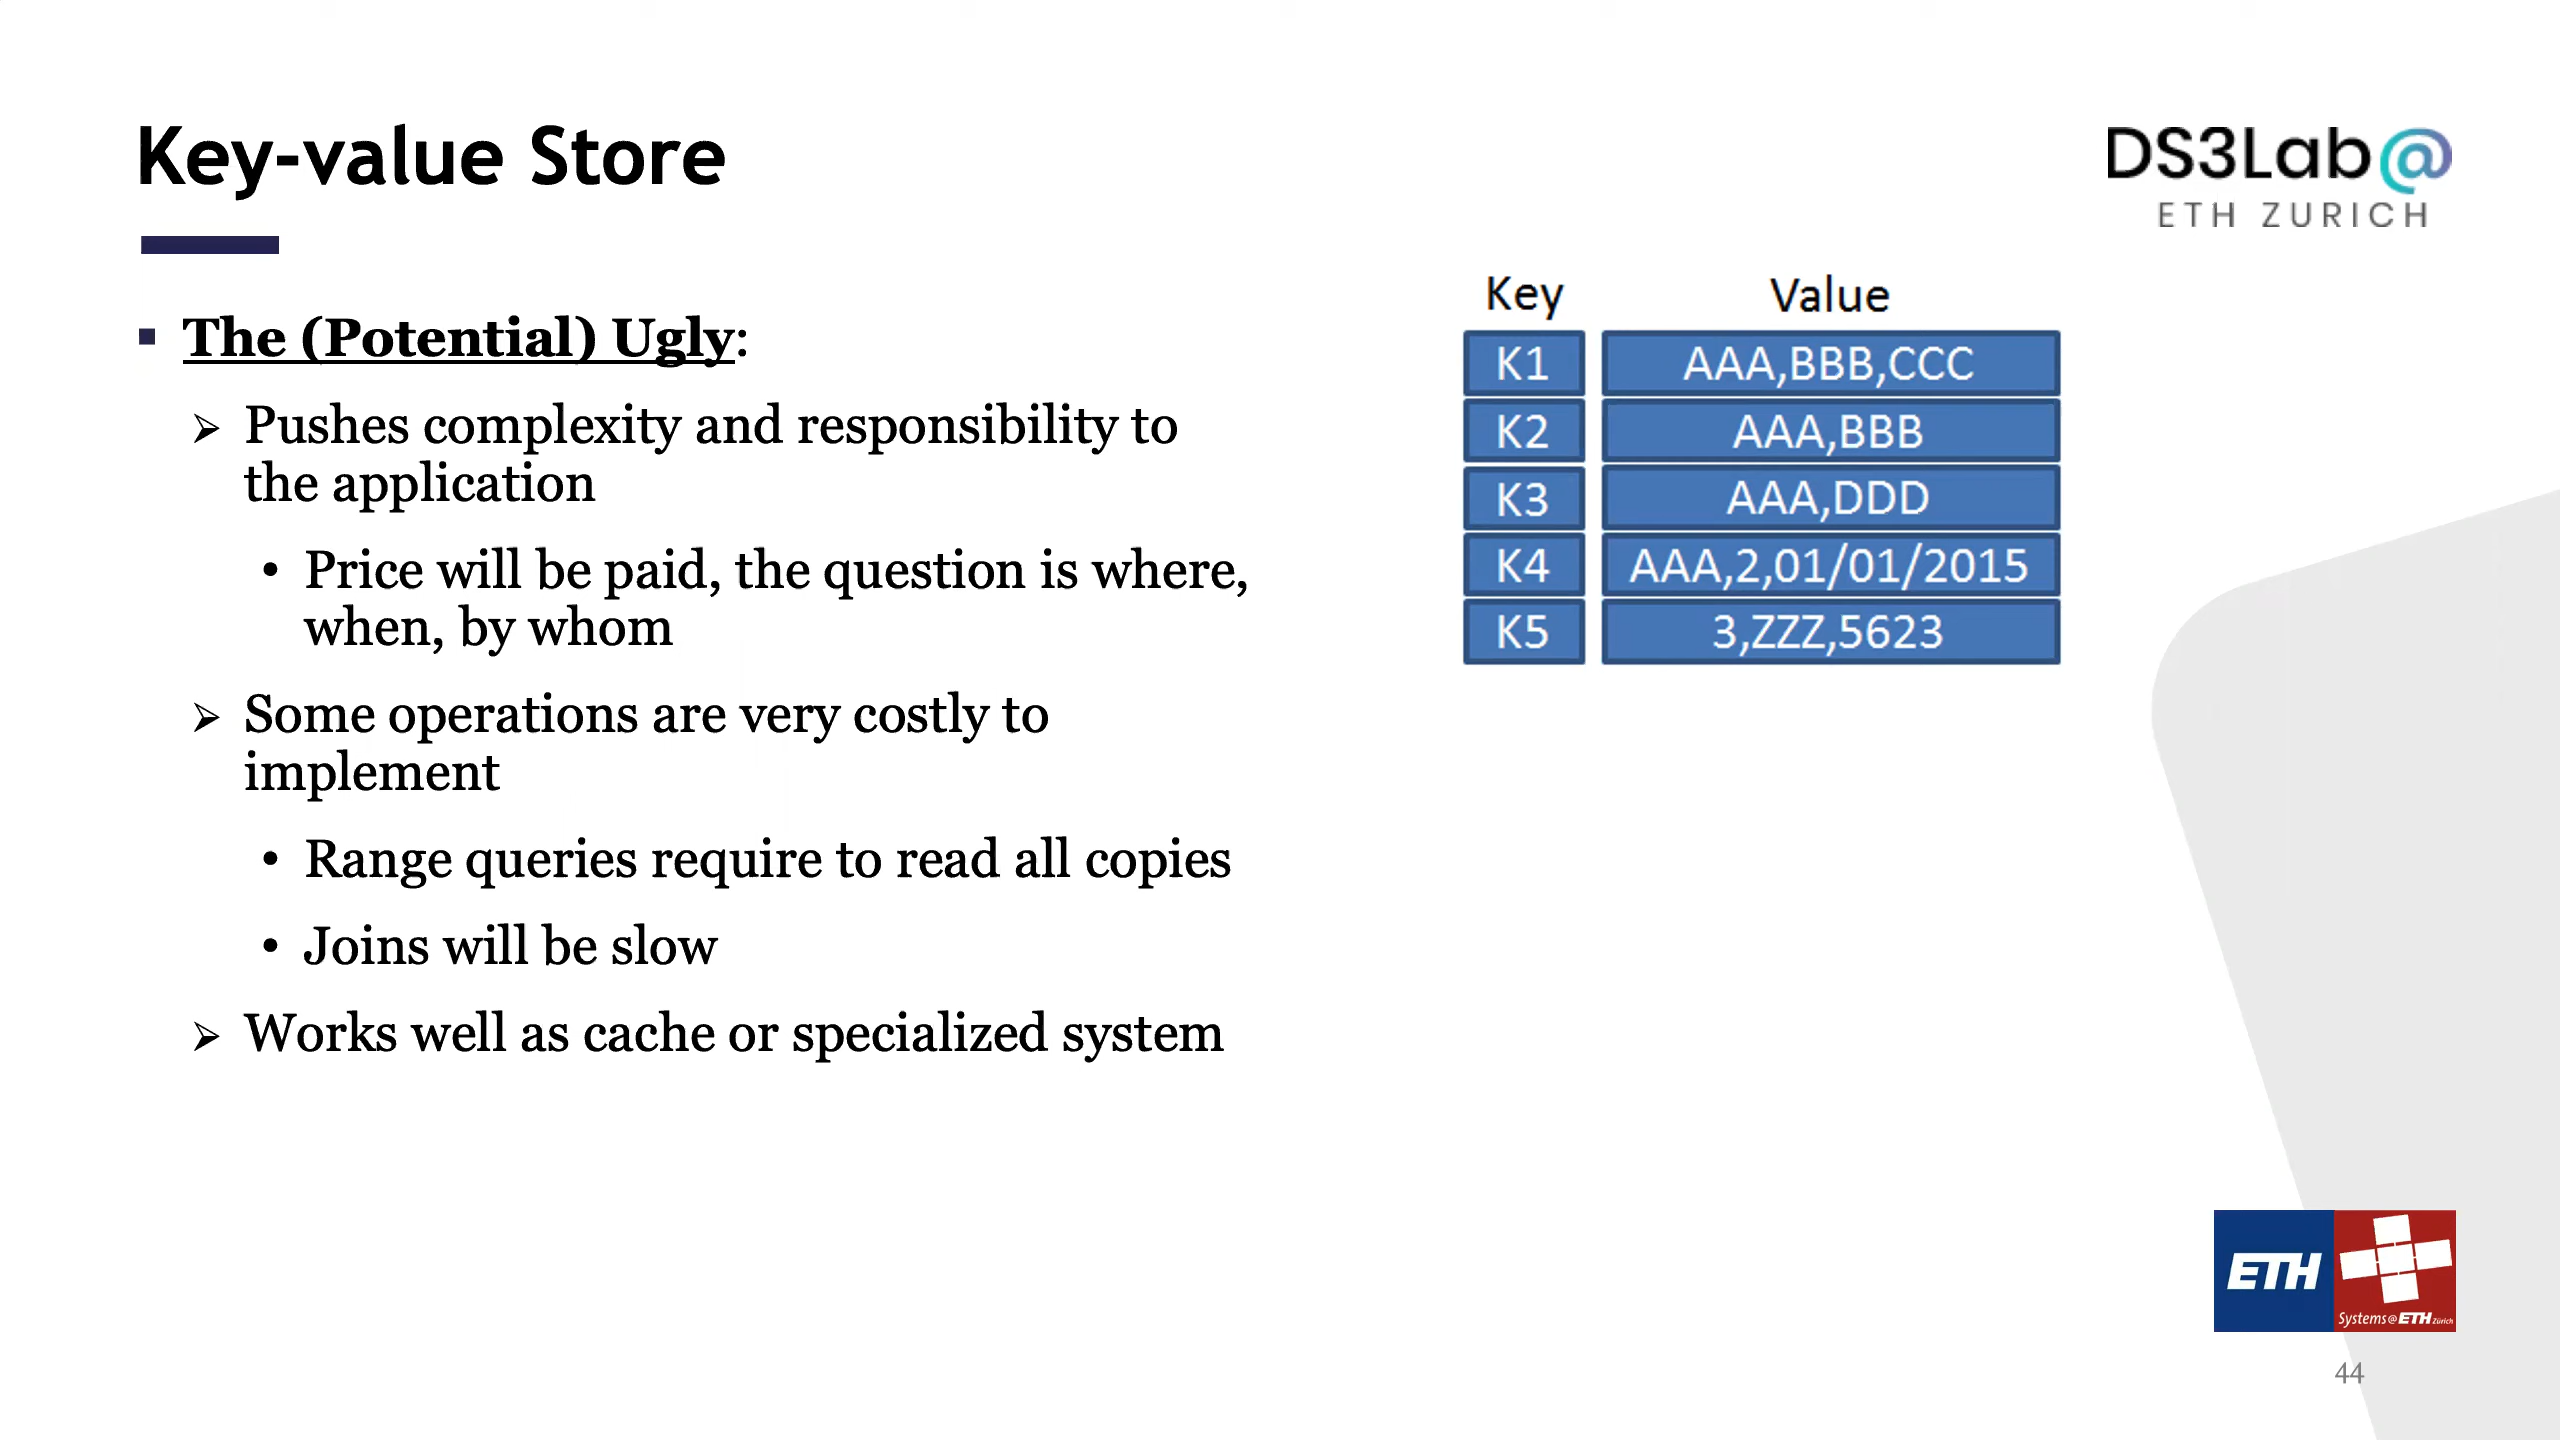 Key-value Store
DS3Lab@
ETH ZURICH
▪ The (Potential) Ugly:
➢ Pushes complexity and responsibility to
the application
• Price will be paid, the question is where,
when, by whom
➢ Some operations are very costly to
implement
• Range queries require to read all copies
• Joins will be slow
➢ Works well as cache or specialized system
Key Value
K1 AAA,BBB,CCC
K2 AAA,BBB
K3 AAA,DDD
K4 AAA,2,01/01/2015
K5 3,ZZZ,5623
ETH
Systems@ETH Zürich
44